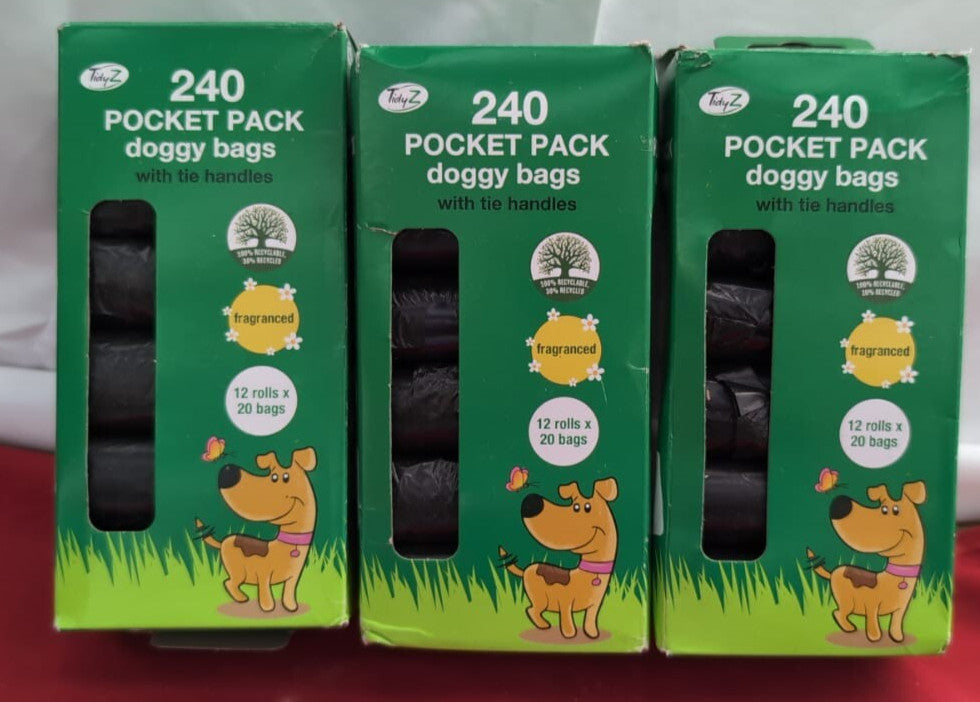 TidyZ
240
POCKET PACK
doggy bags
with tie handles
100% RECYCLABLE,
30% RECYCLED
fragranced
12 rolls x
20 bags
TidyZ
240
POCKET PACK
doggy bags
with tie handles
100% RECYCLABLE,
30% RECYCLED
fragranced
12 rolls x
20 bags
TidyZ
240
POCKET PACK
doggy bags
with tie handles
100% RECYCLABLE,
30% RECYCLED
fragranced
12 rolls x
20 bags